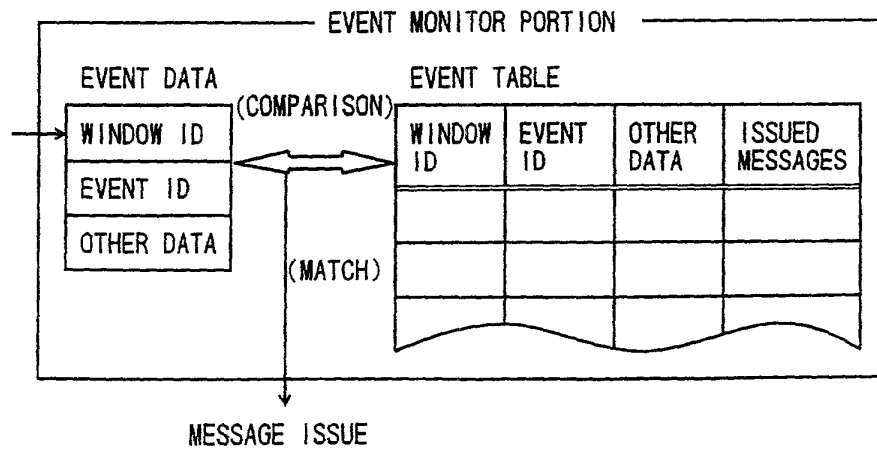 EVENT MONITOR PORTION
EVENT DATA
EVENT TABLE
WINDOW ID
EVENT ID
OTHER DATA
(COMPARISON)
(MATCH)
WINDOW
ID
EVENT
ID
OTHER
DATA
ISSUED
MESSAGES
MESSAGE ISSUE